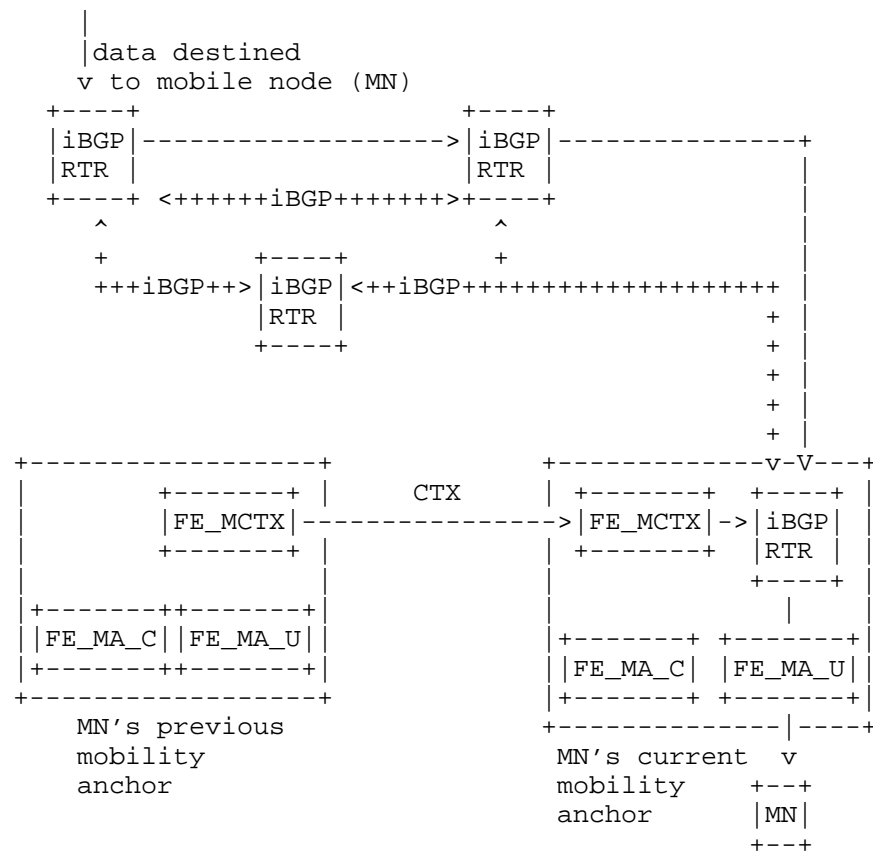 data destined
v to mobile node (MN)
iBGP iBGP
RTR RTR
iBGP
iBGP iBGP iBGP
RTR
v V
CTX
FE_MCTX FE_MCTX iBGP
RTR
FE_MA_C FE_MA_U
FE_MA_C FE_MA_U
MN's previous
mobility
anchor
MN's current v
mobility
anchor MN